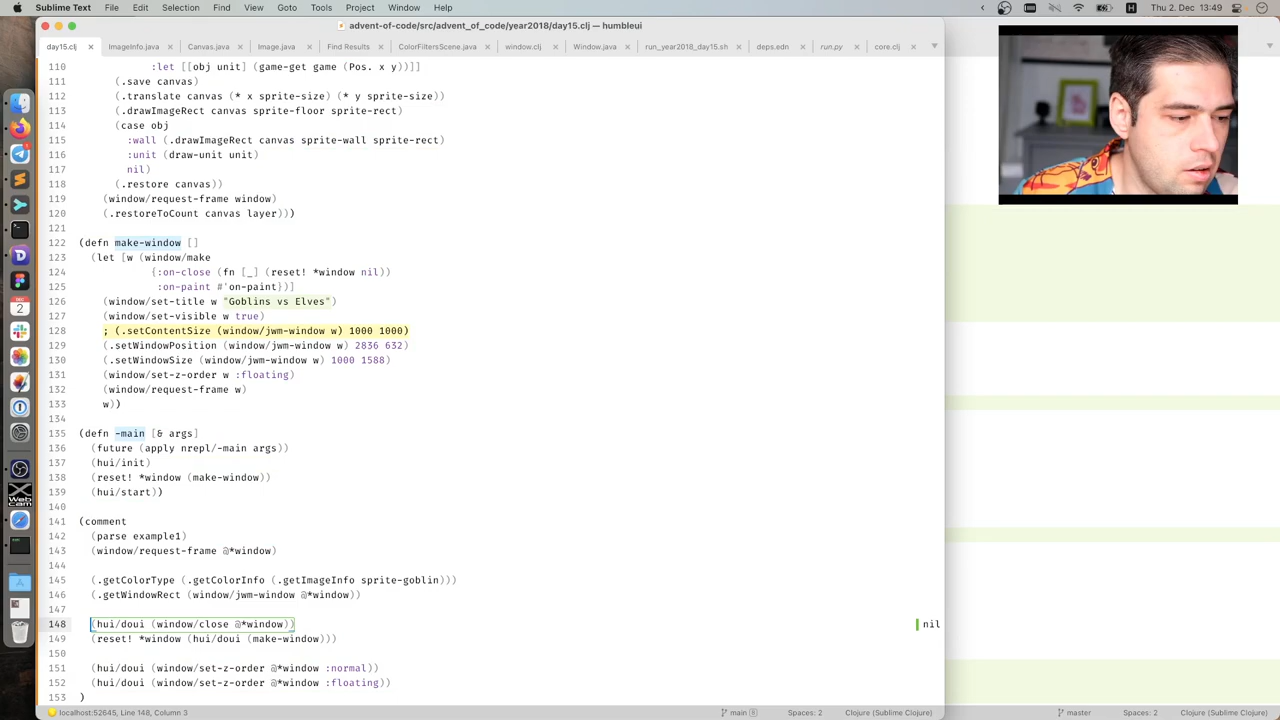 Sublime Text File Edit Selection Find View Goto Tools Project Window Help
Thu 2. Dec 13:49
advent-of-code/src/advent_of_code/year2018/day15.clj — humbleui
day15.clj ImageInfo.java Canvas.java Image.java Find Results ColorFiltersScene.java window.clj Window.java run_year2018_day15.sh deps.edn run.py core.clj
110 :let [[obj unit] (game-get game (Pos. x y))]]
111 (.save canvas)
112 (.translate canvas (* x sprite-size) (* y sprite-size))
113 (.drawImageRect canvas sprite-floor sprite-rect)
114 (case obj
115 :wall (.drawImageRect canvas sprite-wall sprite-rect)
116 :unit (draw-unit unit)
117 nil)
118 (.restore canvas))
119 (window/request-frame window)
120 (.restoreToCount canvas layer)))
121
122 (defn make-window []
123 (let [w (window/make
124 {:on-close (fn [_] (reset! *window nil))
125 :on-paint #'on-paint})]
126 (window/set-title w "Goblins vs Elves")
127 (window/set-visible w true)
128 ; (.setContentSize (window/jwm-window w) 1000 1000)
129 (.setWindowPosition (window/jwm-window w) 2836 632)
130 (.setWindowSize (window/jwm-window w) 1000 1588)
131 (window/set-z-order w :floating)
132 (window/request-frame w)
133 w))
134
135 (defn -main [& args]
136 (future (apply nrepl/-main args))
137 (hui/init)
138 (reset! *window (make-window))
139 (hui/start))
140
141 (comment
142 (parse example1)
143 (window/request-frame @*window)
144
145 (.getColorType (.getColorInfo (.getImageInfo sprite-goblin)))
146 (.getWindowRect (window/jwm-window @*window))
147
148 (hui/doui (window/close @*window)) nil
149 (reset! *window (hui/doui (make-window)))
150
151 (hui/doui (window/set-z-order @*window :normal))
152 (hui/doui (window/set-z-order @*window :floating))
153 )
localhost:52645, Line 148, Column 3 main 8 Spaces: 2 Clojure (Sublime Clojure) master Spaces: 2 Clojure (Sublime Clojure)
DEC
2
Webcam